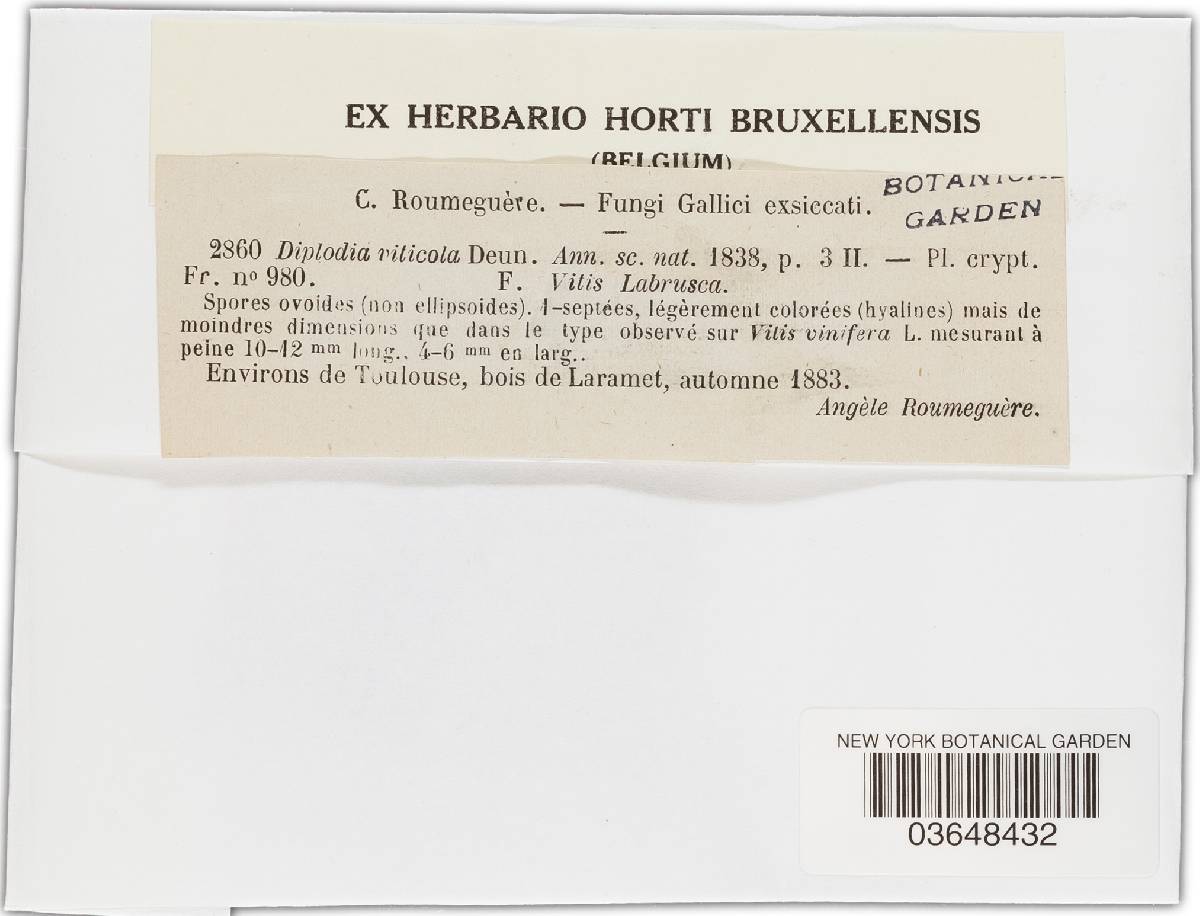 EX HERBARIO HORTI BRUXELLENSIS
(BELGIUM)
BOTANICAL
GARDEN
C. Roumeguère. — Fungi Gallici exsiccati.
2860 Diplodia viticola Deun. Ann. sc. nat. 1838, p. 3 II. — Pl. crypt.
Fr. nº 980. F. Vitis Labrusca.
Spores ovoides (non ellipsoides). 1-septées, légèrement colorées (hyalines) mais de
moindres dimensions que dans le type observé sur Vitis vinifera L. mesurant à
peine 10-12 mm long., 4-6 mm en larg..
Environs de Toulouse, bois de Laramet, automne 1883.
Angèle Roumeguère.
NEW YORK BOTANICAL GARDEN
03648432